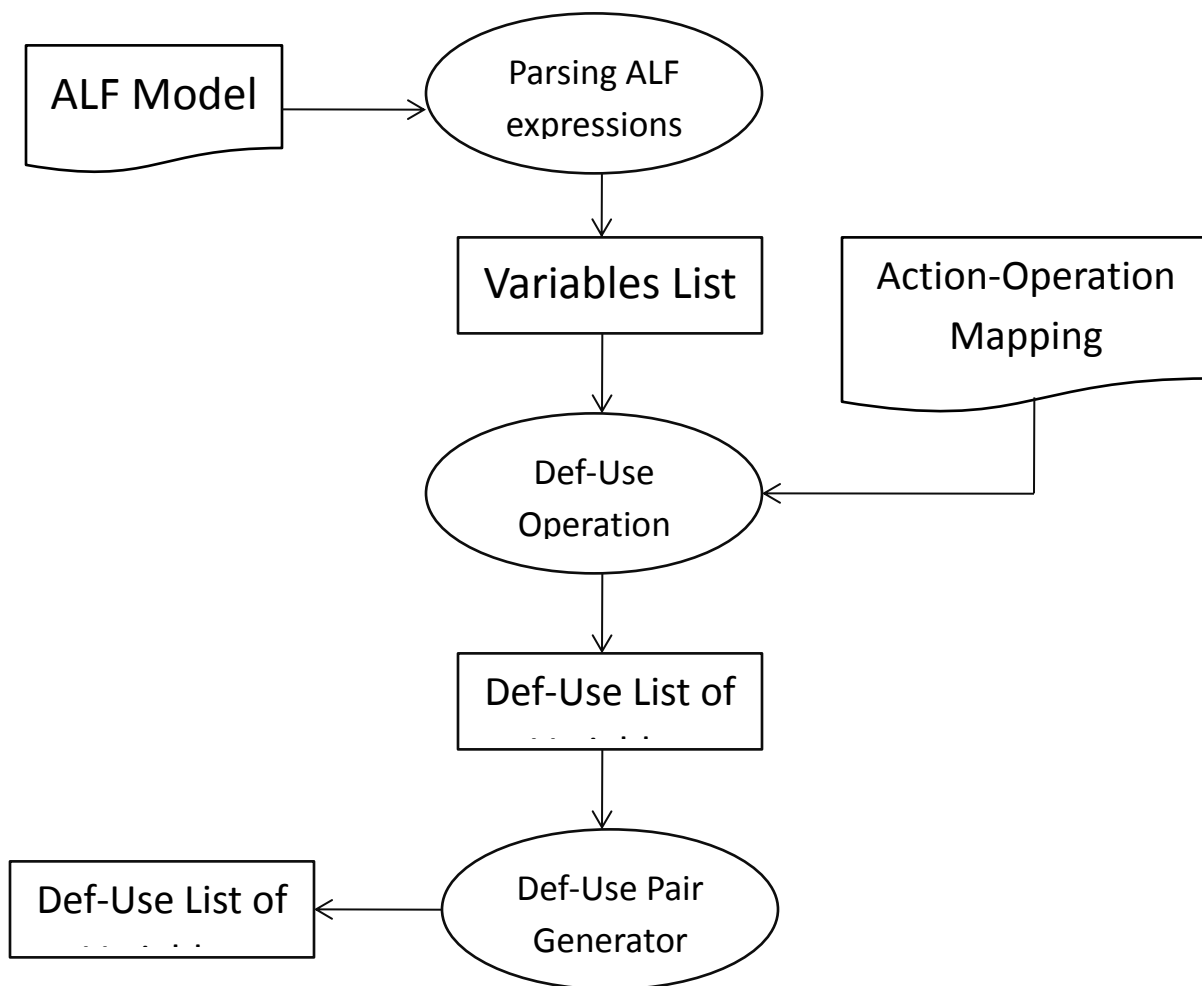 ALF Model
Parsing ALF
expressions
Variables List
Action-Operation
Mapping
Def-Use
Operation
Def-Use List of
Def-Use Pair
Generator
Def-Use List of